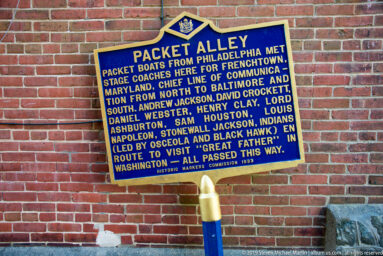 PACKET ALLEY
PACKET BOATS FROM PHILADELPHIA MET
STAGE COACHES HERE FOR FRENCHTOWN,
MARYLAND, CHIEF LINE OF COMMUNICA-
TION FROM NORTH TO BALTIMORE AND
SOUTH. ANDREW JACKSON, DAVID CROCKETT,
DANIEL WEBSTER, HENRY CLAY, LORD
ASHBURTON, SAM HOUSTON, LOUIS
NAPOLEON, STONEWALL JACKSON, INDIANS
(LED BY OSCEOLA AND BLACK HAWK) EN
ROUTE TO VISIT "GREAT FATHER" IN
WASHINGTON — ALL PASSED THIS WAY.
HISTORIC MARKERS COMMISSION 1932